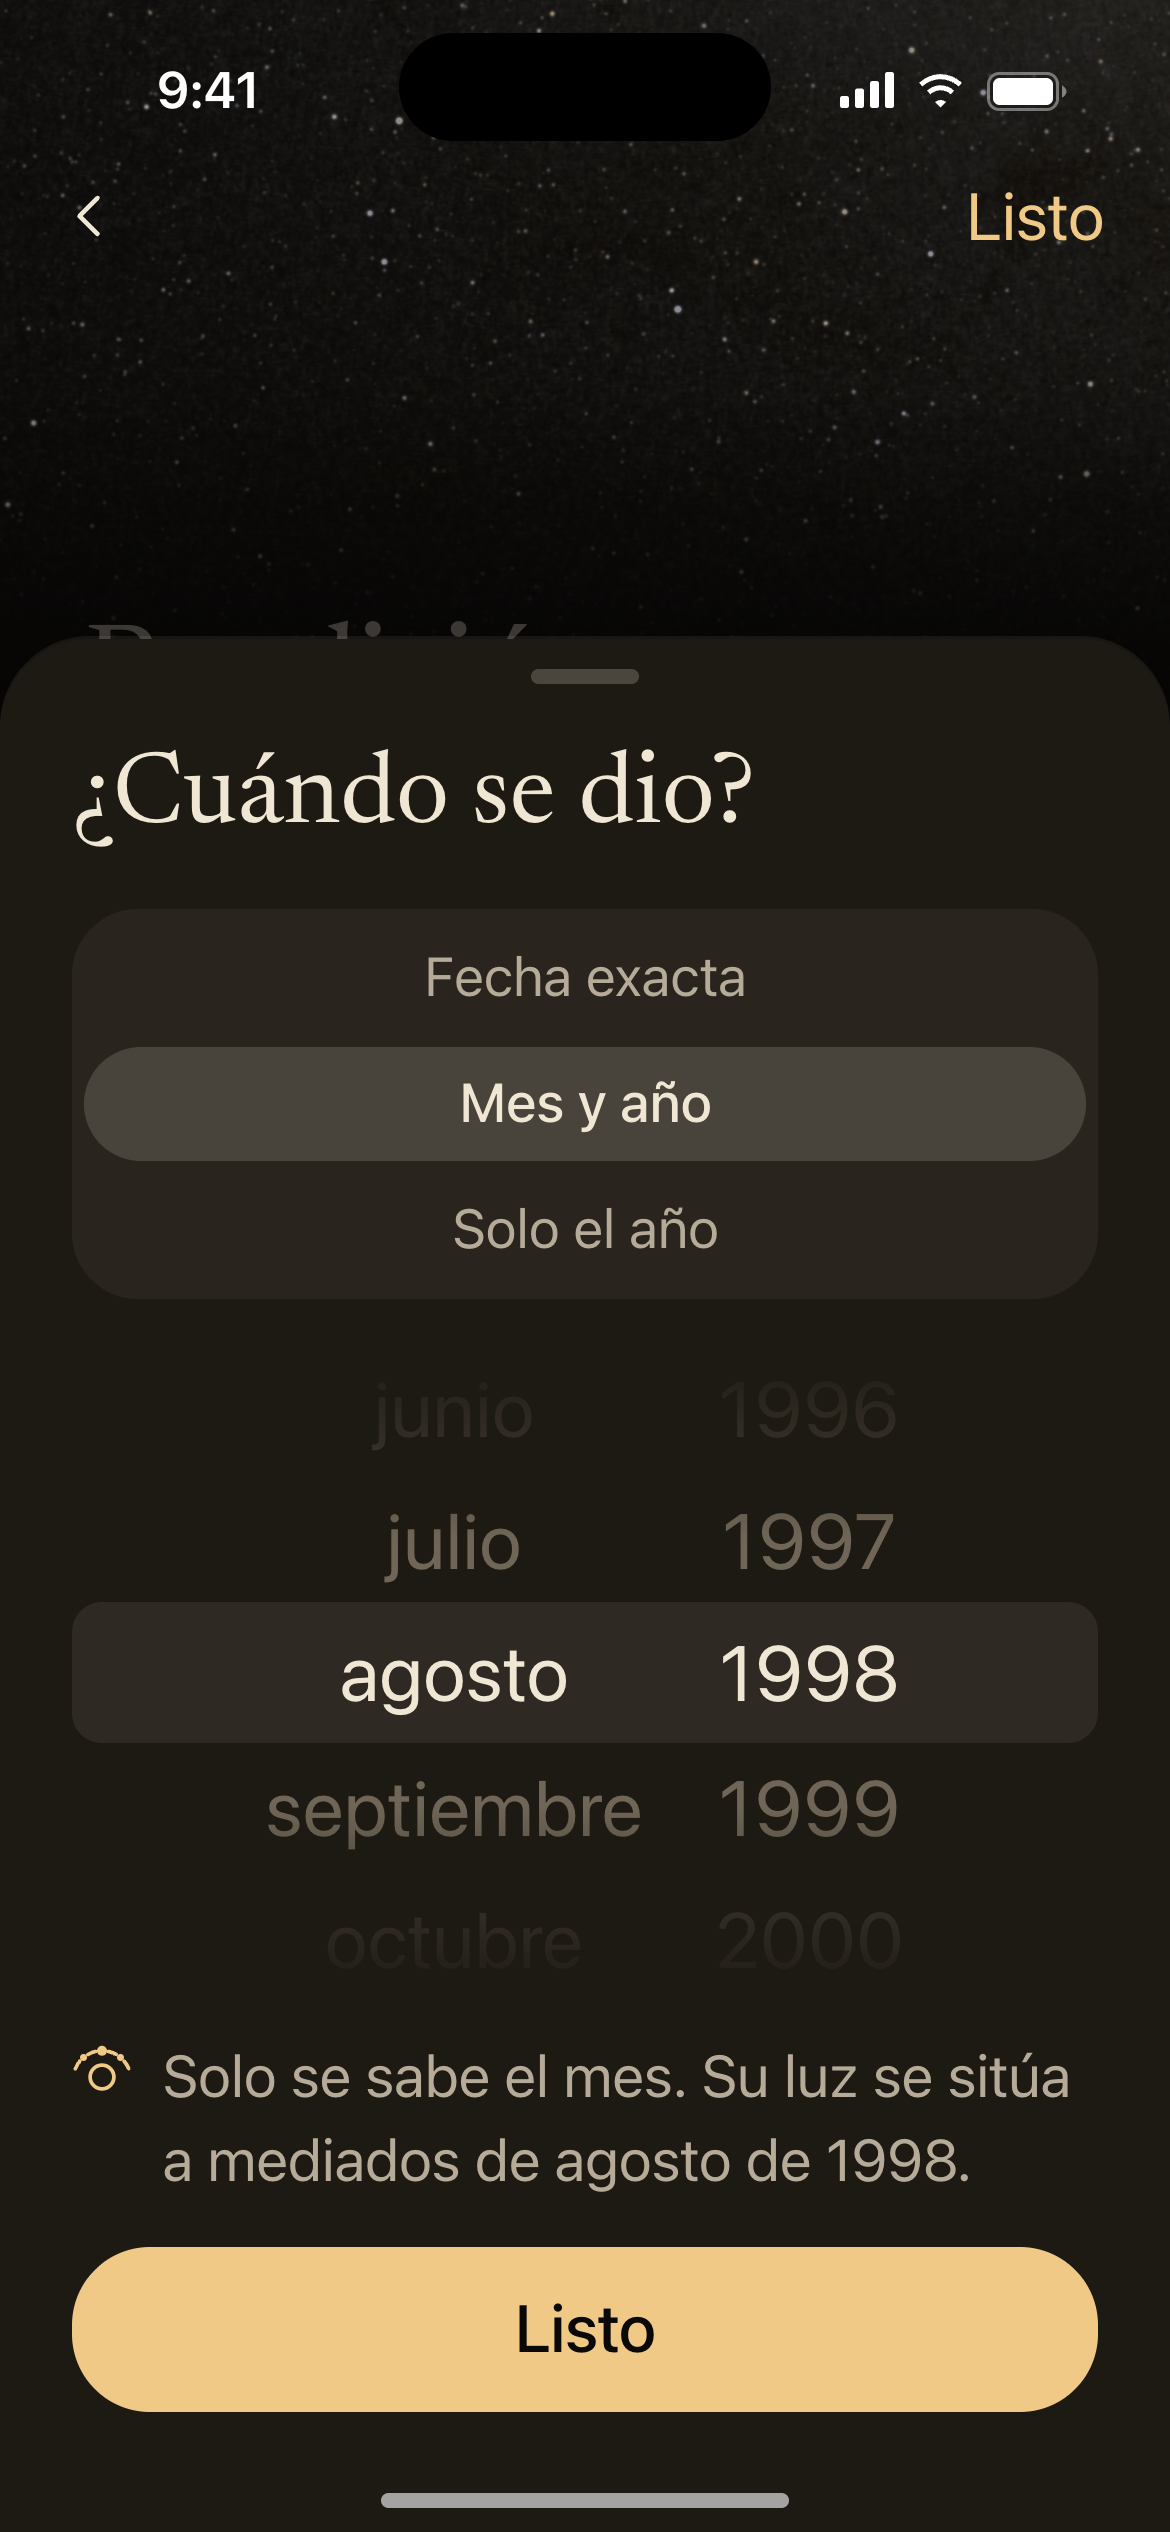 9:41
Listo
¿Cuándo se dio?
Fecha exacta
Mes y año
Solo el año
junio 1996
julio 1997
agosto 1998
septiembre 1999
octubre 2000
Solo se sabe el mes. Su luz se sitúa
a mediados de agosto de 1998.
Listo